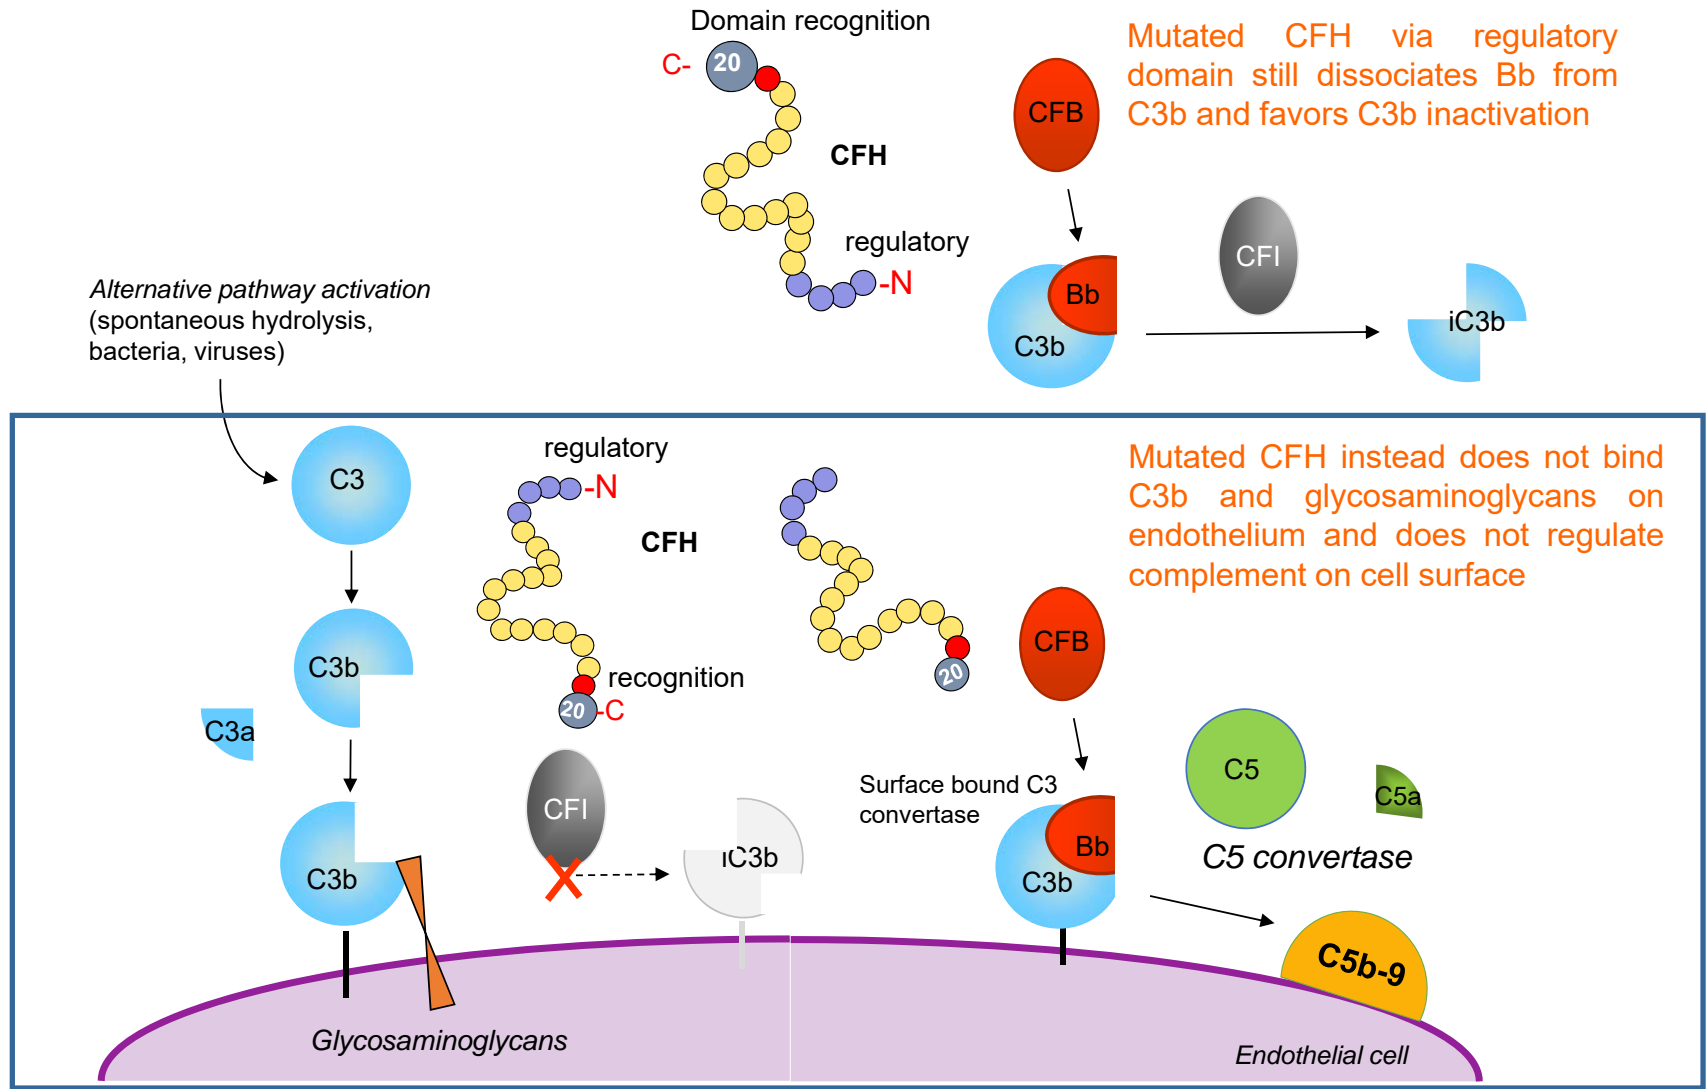 Domain recognition
C-
20
CFH
regulatory
-N
CFB
Mutated CFH via regulatory
domain still dissociates Bb from
C3b and favors C3b inactivation
Bb
C3b
CFI
iC3b
Alternative pathway activation
(spontaneous hydrolysis,
bacteria, viruses)
C3
C3b
C3a
C3b
Glycosaminoglycans
regulatory
-N
CFH
recognition
20
-C
CFI
iC3b
20
CFB
Mutated CFH instead does not bind
C3b and glycosaminoglycans on
endothelium and does not regulate
complement on cell surface
Surface bound C3
convertase
Bb
C3b
C5
C5a
C5 convertase
C5b-9
Endothelial cell